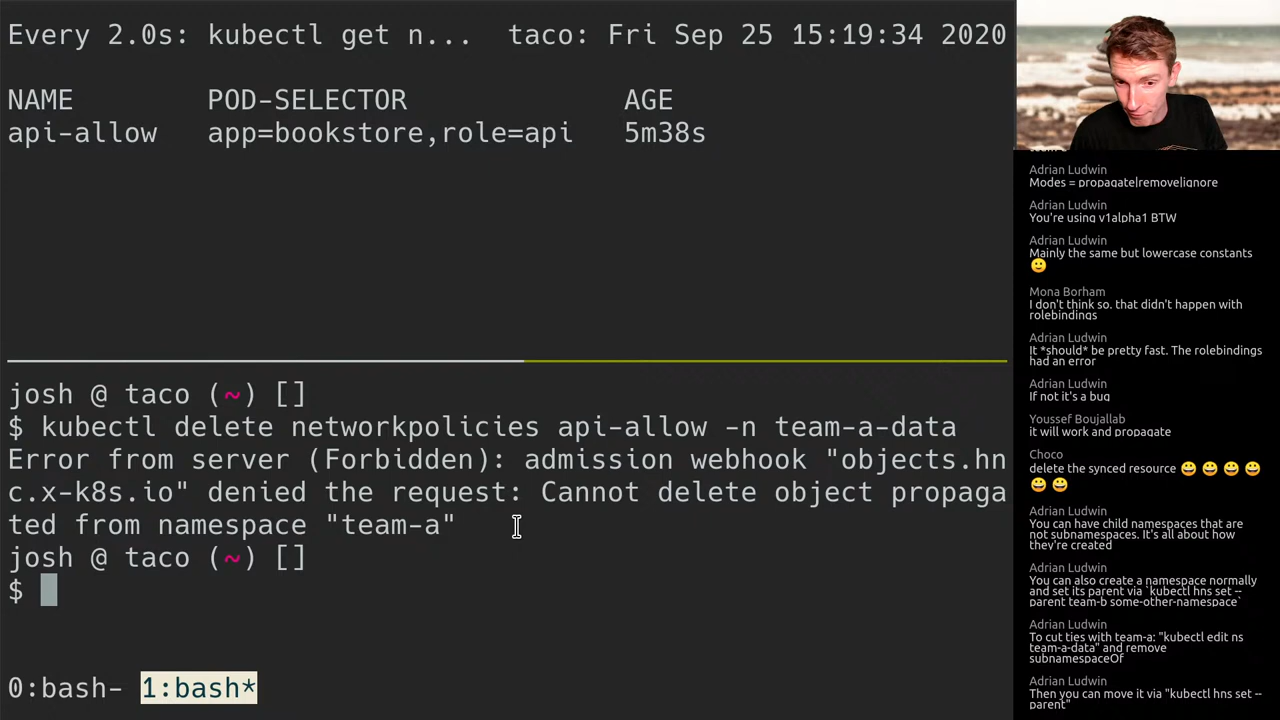 Every 2.0s: kubectl get n... taco: Fri Sep 25 15:19:34 2020
NAME POD-SELECTOR AGE
api-allow app=bookstore,role=api 5m38s
josh @ taco (~) []
$ kubectl delete networkpolicies api-allow -n team-a-data
Error from server (Forbidden): admission webhook "objects.hn
c.x-k8s.io" denied the request: Cannot delete object propaga
ted from namespace "team-a"
josh @ taco (~) []
$
0:bash- 1:bash*
Adrian Ludwin
Modes = propagate|remove|ignore
Adrian Ludwin
You're using v1alpha1 BTW
Adrian Ludwin
Mainly the same but lowercase constants
🙂
Mona Borham
I don't think so. that didn't happen with
rolebindings
Adrian Ludwin
It *should* be pretty fast. The rolebindings
had an error
Adrian Ludwin
If not it's a bug
Youssef Boujallab
it will work and propagate
Choco
delete the synced resource 😀 😀 😀 😀
😀 😀
Adrian Ludwin
You can have child namespaces that are
not subnamespaces. It's all about how
they're created
Adrian Ludwin
You can also create a namespace normally
and set its parent via `kubectl hns set --
parent team-b some-other-namespace`
Adrian Ludwin
To cut ties with team-a: "kubectl edit ns
team-a-data" and remove
subnamespaceOf
Adrian Ludwin
Then you can move it via "kubectl hns set --
parent"